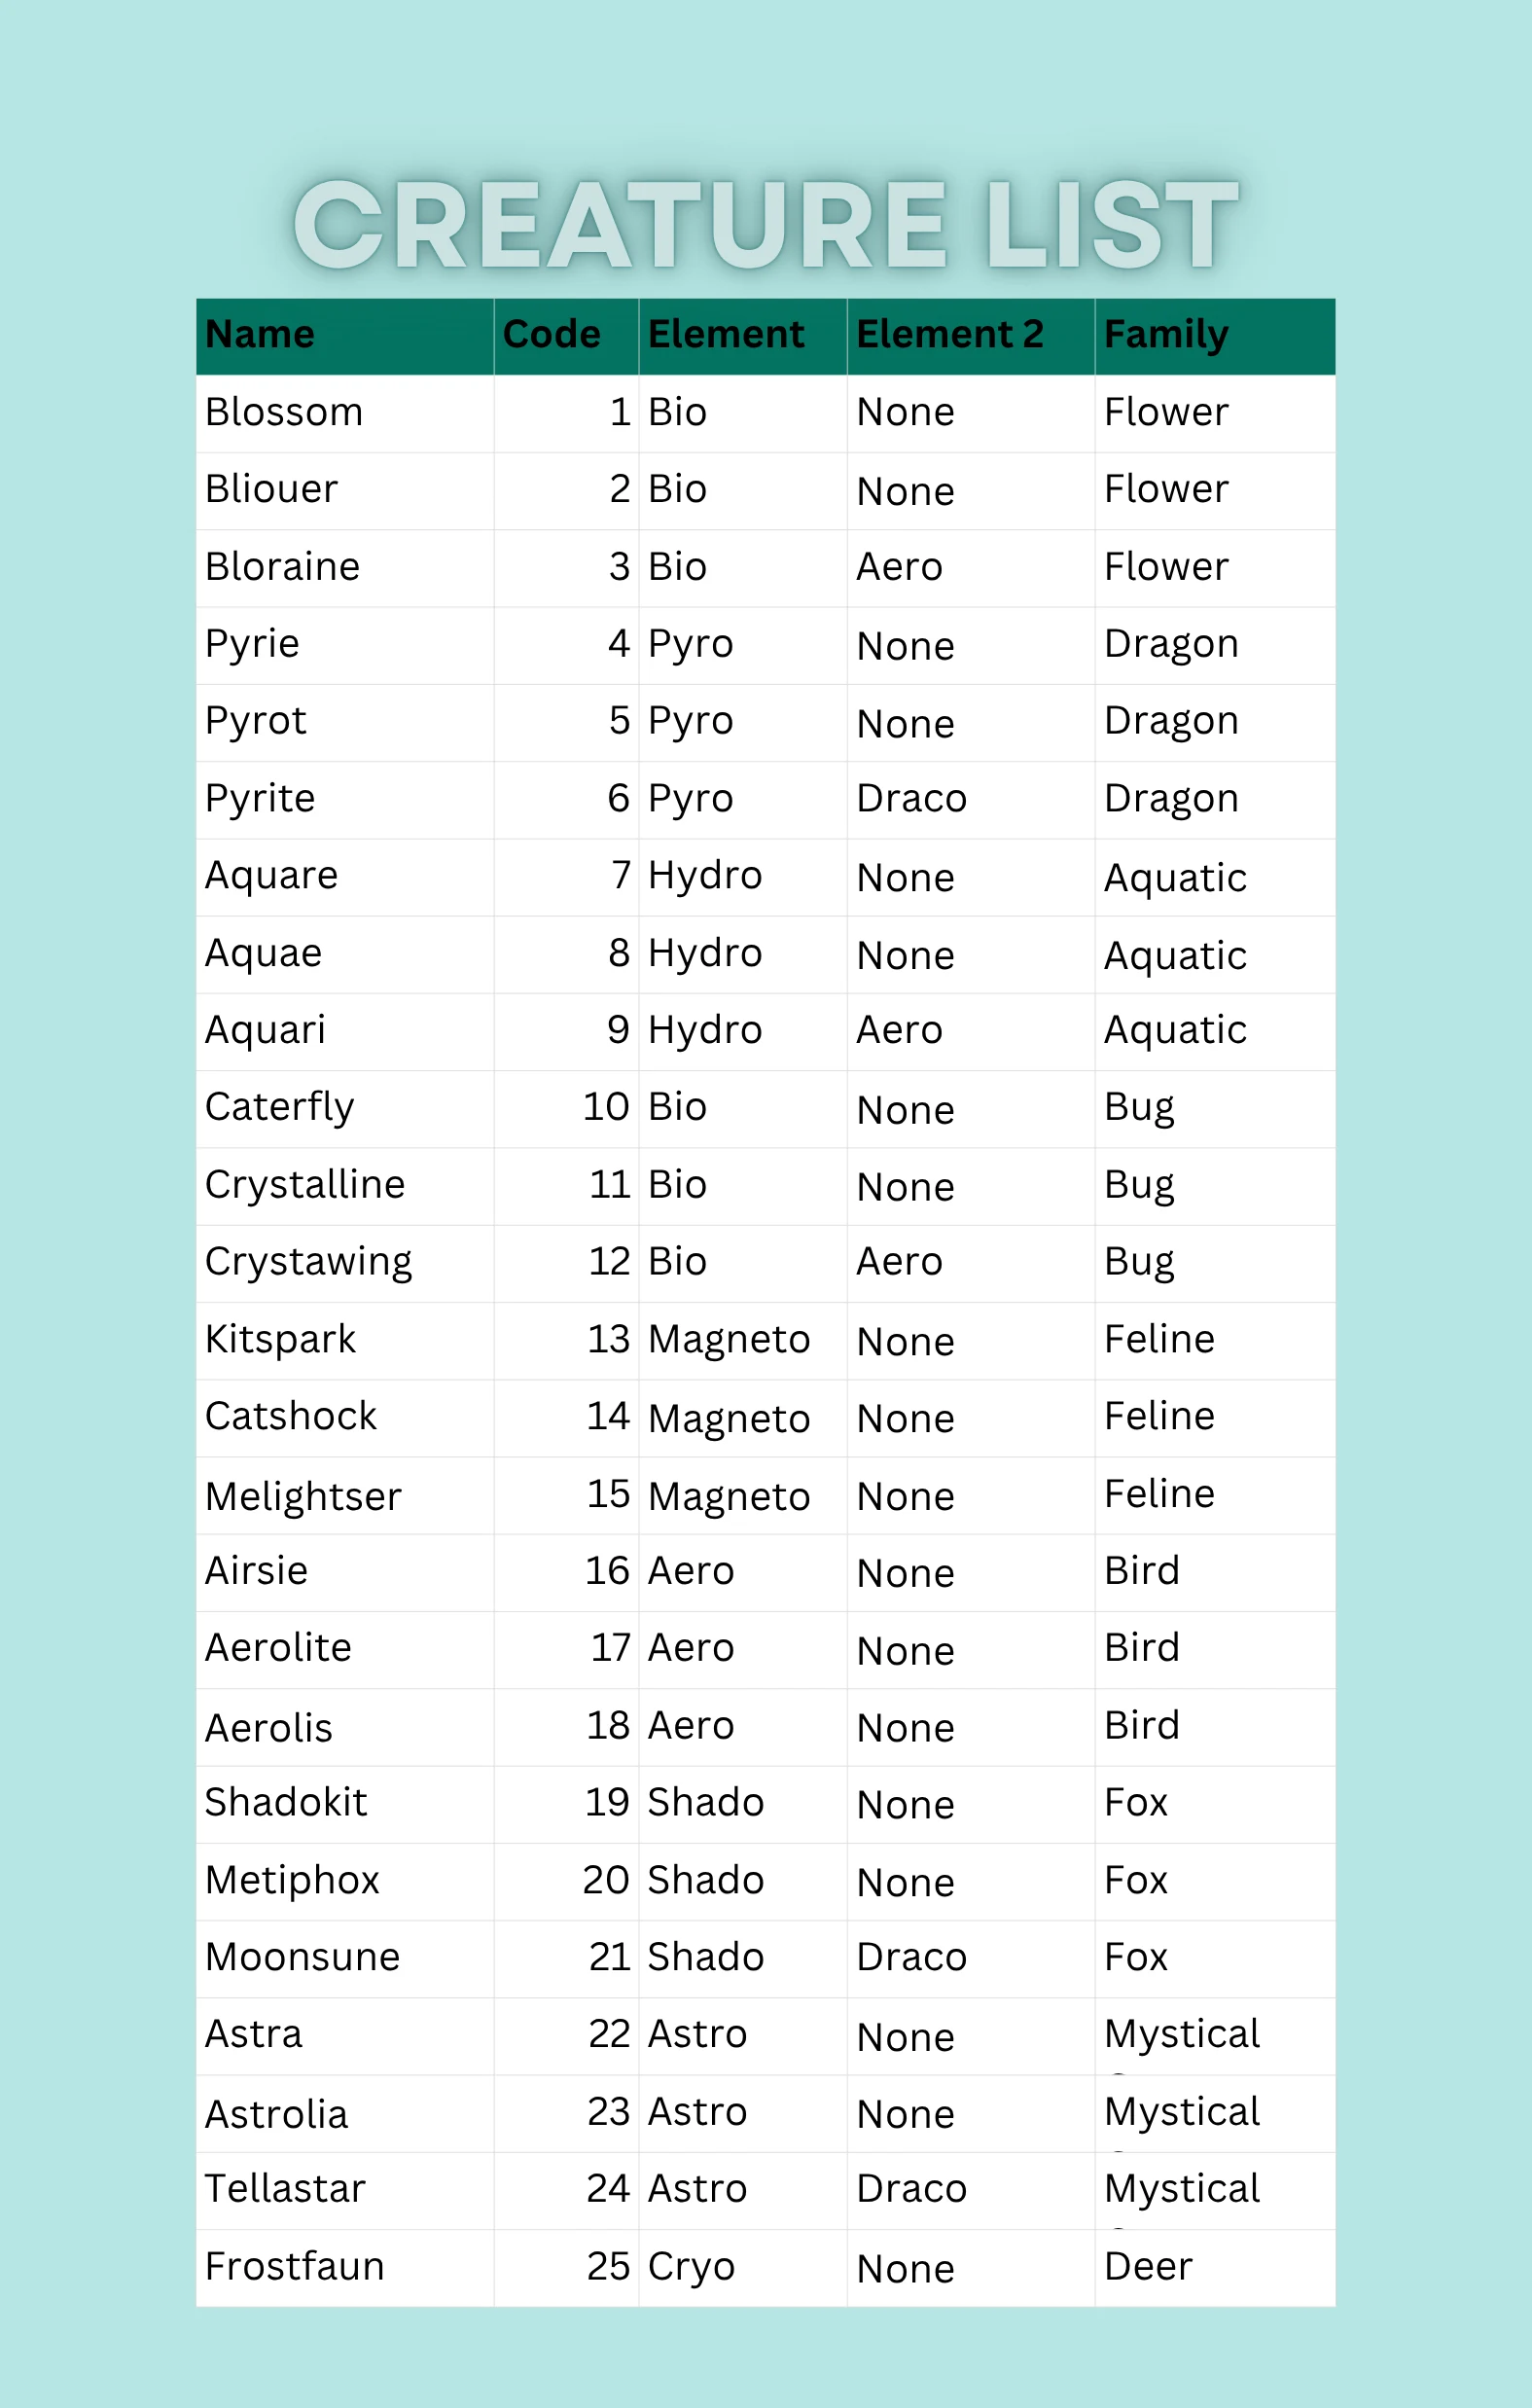 CREATURE LIST
Name Code Element Element 2 Family
Blossom 1 Bio None Flower
Bliouer 2 Bio None Flower
Bloraine 3 Bio Aero Flower
Pyrie 4 Pyro None Dragon
Pyrot 5 Pyro None Dragon
Pyrite 6 Pyro Draco Dragon
Aquare 7 Hydro None Aquatic
Aquae 8 Hydro None Aquatic
Aquari 9 Hydro Aero Aquatic
Caterfly 10 Bio None Bug
Crystalline 11 Bio None Bug
Crystawing 12 Bio Aero Bug
Kitspark 13 Magneto None Feline
Catshock 14 Magneto None Feline
Melightser 15 Magneto None Feline
Airsie 16 Aero None Bird
Aerolite 17 Aero None Bird
Aerolis 18 Aero None Bird
Shadokit 19 Shado None Fox
Metiphox 20 Shado None Fox
Moonsune 21 Shado Draco Fox
Astra 22 Astro None Mystical
Astrolia 23 Astro None Mystical
Tellastar 24 Astro Draco Mystical
Frostfaun 25 Cryo None Deer